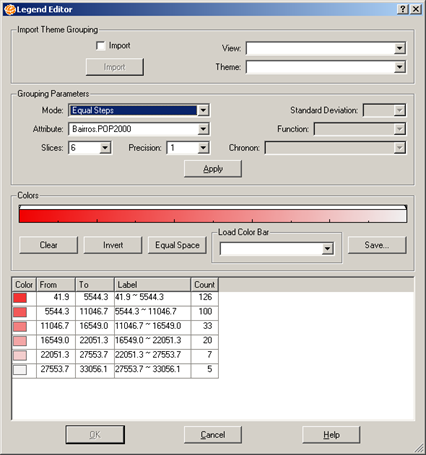 Legend Editor
Import Theme Grouping
Import View:
Import Theme:
Grouping Parameters
Mode: Equal Steps Standard Deviation:
Attribute: Bairros.POP2000 Function:
Slices: 6 Precision: 1 Chronon:
Apply
Colors
Load Color Bar
Clear Invert Equal Space Save...
Color From To Label Count
41.9 5544.3 41.9 ~ 5544.3 126
5544.3 11046.7 5544.3 ~ 11046.7 100
11046.7 16549.0 11046.7 ~ 16549.0 33
16549.0 22051.3 16549.0 ~ 22051.3 20
22051.3 27553.7 22051.3 ~ 27553.7 7
27553.7 33056.1 27553.7 ~ 33056.1 5
OK Cancel Help